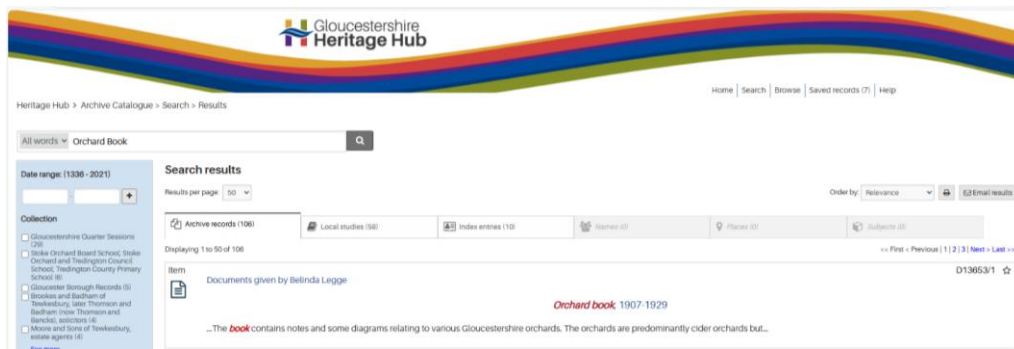 Gloucestershire
Heritage Hub
Home | Search | Browse | Saved records (7) | Help
Heritage Hub > Archive Catalogue > Search > Results
All words Orchard Book
Date range: (1336 - 2021)
-
+
Collection
Gloucestershire Quarter Sessions
(29)
Stoke Orchard Board School; Stoke
Orchard and Tredington Council
School; Tredington County Primary
School (6)
Gloucester Borough Records (5)
Brookes and Badham of
Tewkesbury, later Thomson and
Badham (now Thomson and
Bancks), solicitors (4)
Moore and Sons of Tewkesbury,
estate agents (4)
See more
Search results
Results per page: 50
Order by: Relevance
Email results
Archive records (106)
Local studies (58)
Index entries (10)
Names (0)
Places (0)
Subjects (0)
Displaying 1 to 50 of 106
<< First < Previous | 1 | 2 | 3 | Next > Last >>
Item
D13653/1
Documents given by Belinda Legge
Orchard book, 1907-1929
...The book contains notes and some diagrams relating to various Gloucestershire orchards. The orchards are predominantly cider orchards but...